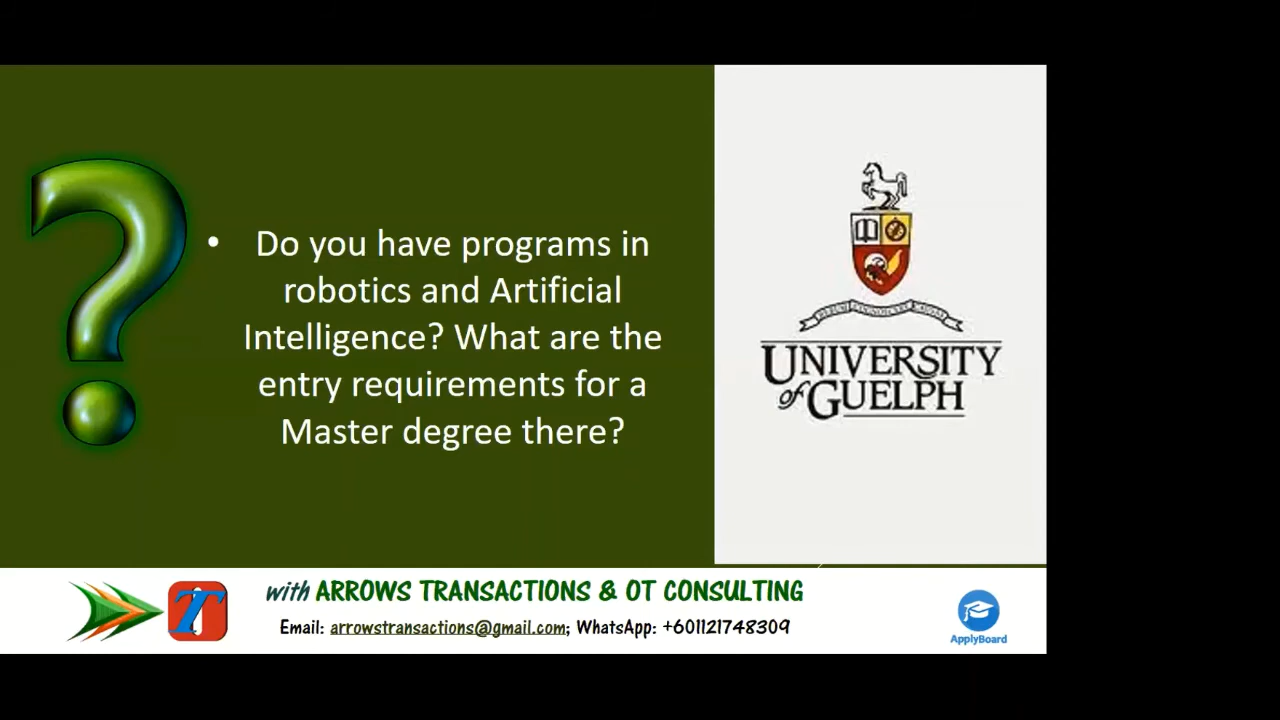 • Do you have programs in
robotics and Artificial
Intelligence? What are the
entry requirements for a
Master degree there?
UNIVERSITY
of GUELPH
with ARROWS TRANSACTIONS & OT CONSULTING
Email: arrowstransactions@gmail.com; WhatsApp: +601121748309
T
ApplyBoard